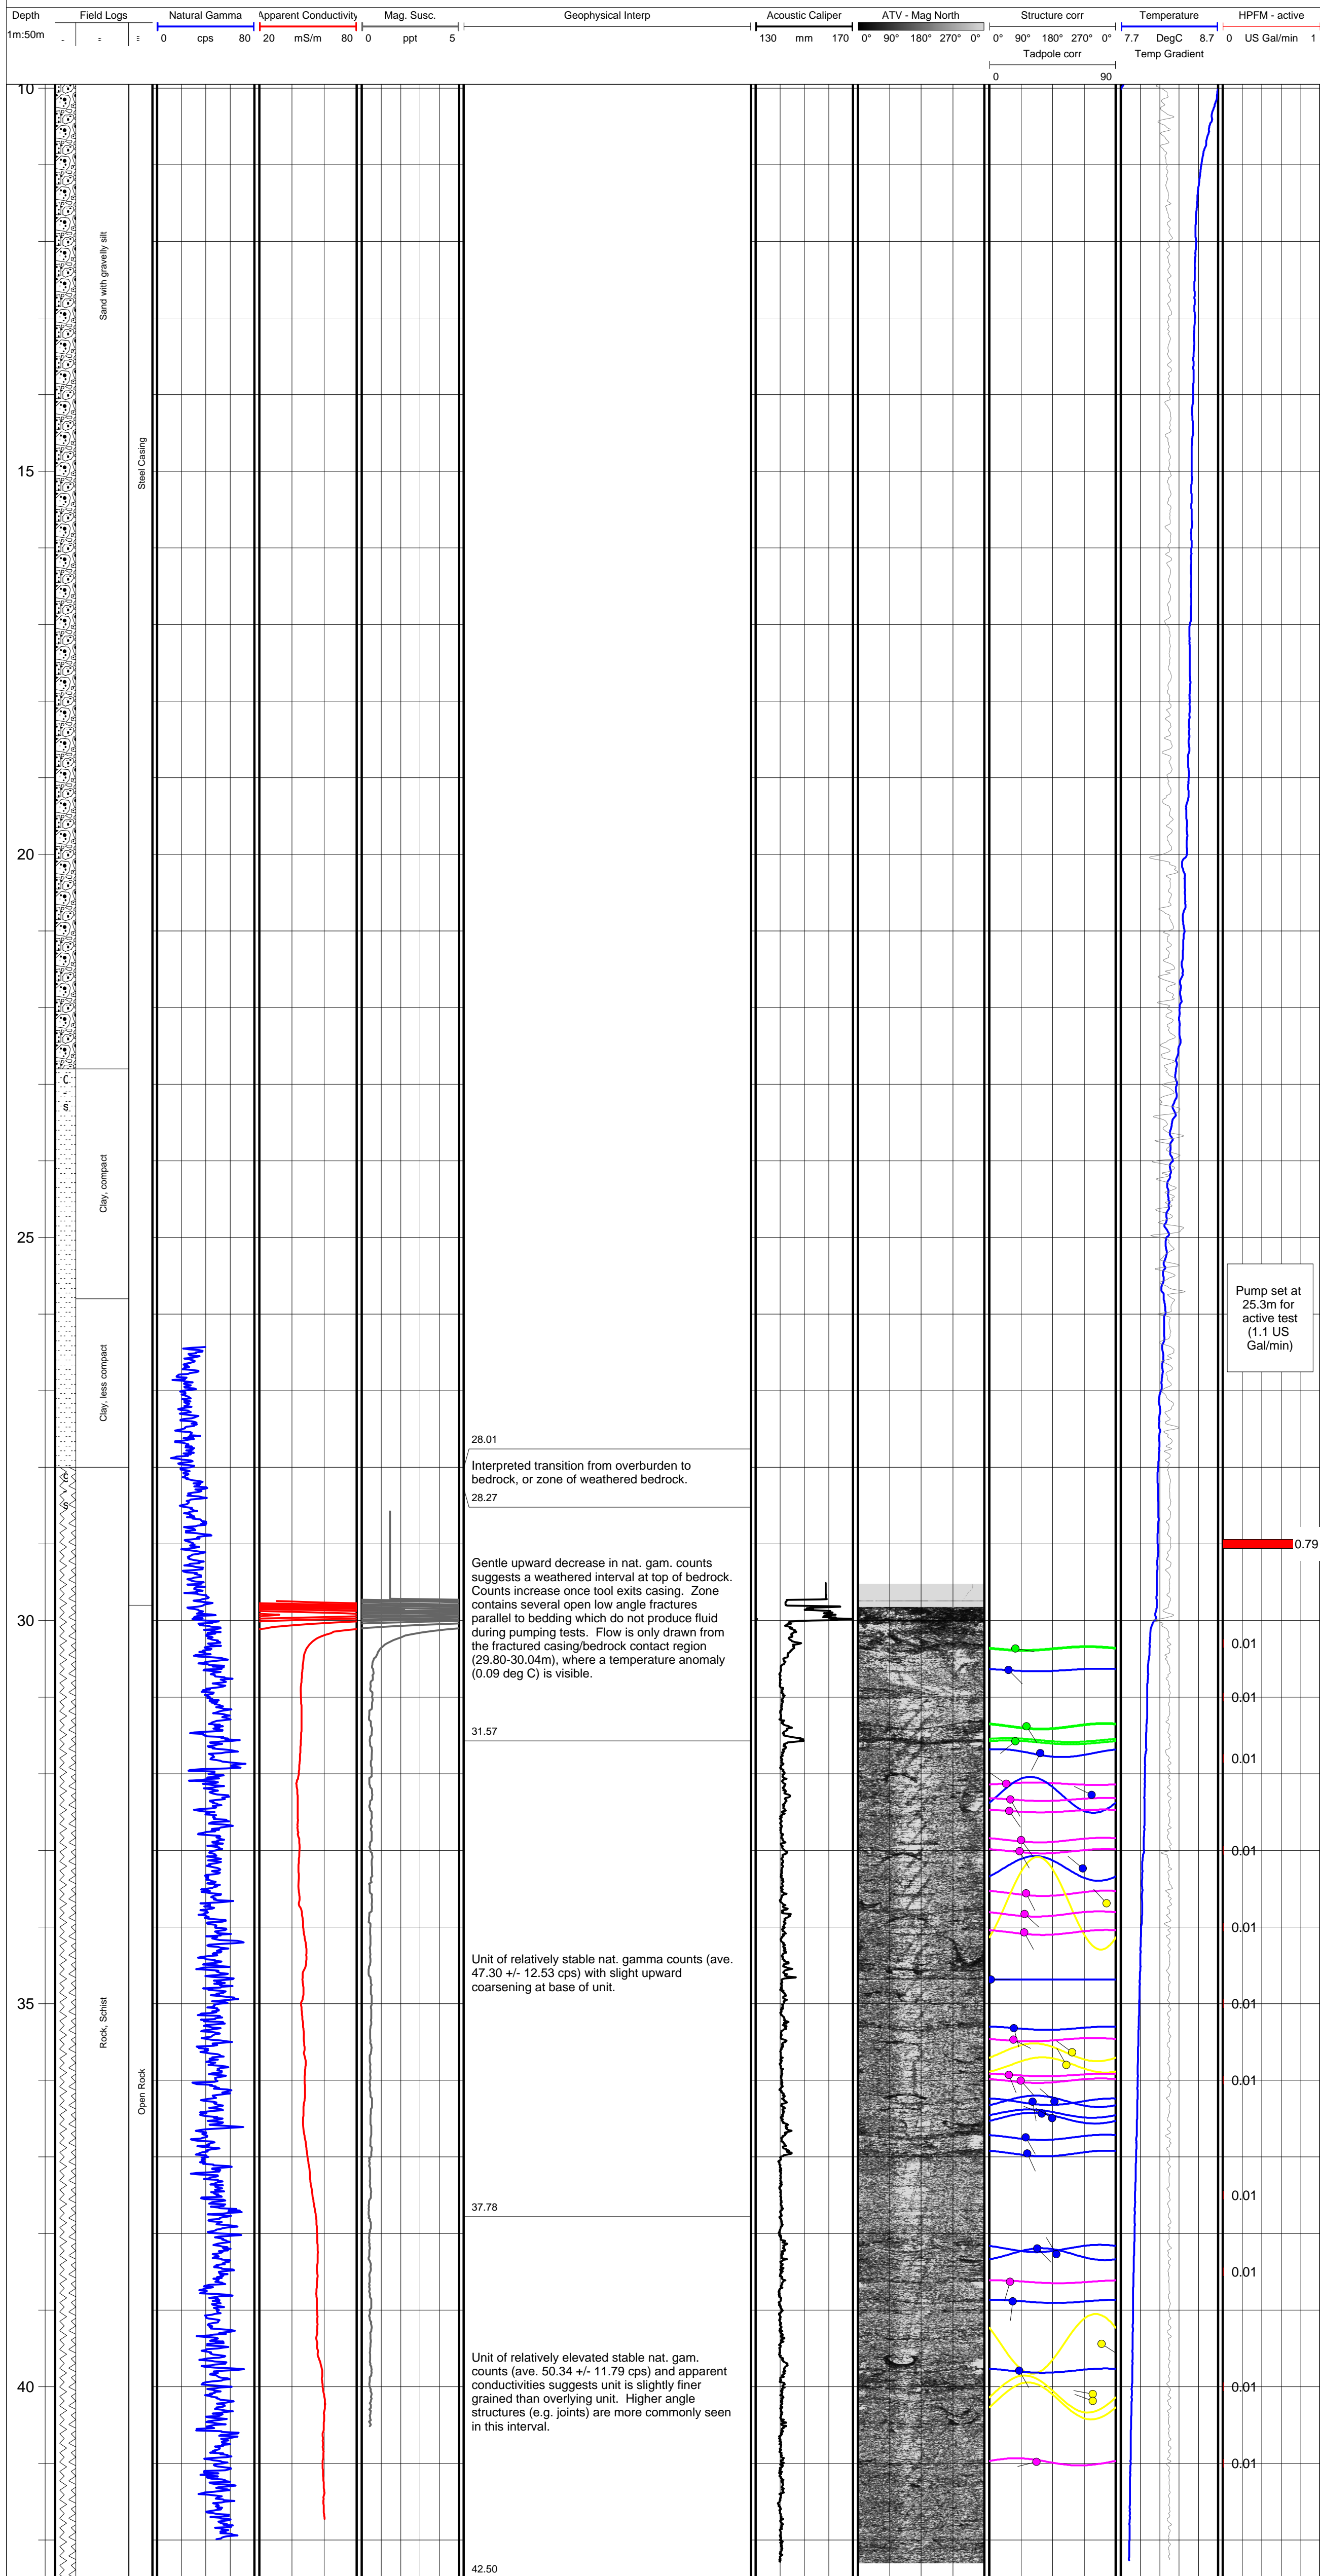 Depth
Field Logs
Natural Gamma
Apparent Conductivity
Mag. Susc.
Geophysical Interp
Acoustic Caliper
ATV - Mag North
Structure corr
Temperature
HPFM - active
1m:50m
0 cps 80
20 mS/m 80
0 ppt 5
130 mm 170
0° 90° 180° 270° 0°
0° 90° 180° 270° 0°
7.7 DegC 8.7
0 US Gal/min 1
Tadpole corr
Temp Gradient
0 90
10
Sand with gravelly silt
Steel Casing
15
20
C
-
S
Clay, compact
25
Pump set at
25.3m for
active test
(1.1 US
Gal/min)
Clay, less compact
28.01
Interpreted transition from overburden to
bedrock, or zone of weathered bedrock.
28.27
C
-
S
0.79
Gentle upward decrease in nat. gam. counts
suggests a weathered interval at top of bedrock.
Counts increase once tool exits casing. Zone
contains several open low angle fractures
parallel to bedding which do not produce fluid
during pumping tests. Flow is only drawn from
the fractured casing/bedrock contact region
(29.80-30.04m), where a temperature anomaly
(0.09 deg C) is visible.
30
0.01
0.01
31.57
0.01
0.01
0.01
Unit of relatively stable nat. gamma counts (ave.
47.30 +/- 12.53 cps) with slight upward
coarsening at base of unit.
35
0.01
Rock, Schist
Open Rock
0.01
0.01
37.78
0.01
Unit of relatively elevated stable nat. gam.
counts (ave. 50.34 +/- 11.79 cps) and apparent
conductivities suggests unit is slightly finer
grained than overlying unit. Higher angle
structures (e.g. joints) are more commonly seen
in this interval.
40
0.01
0.01
42.50